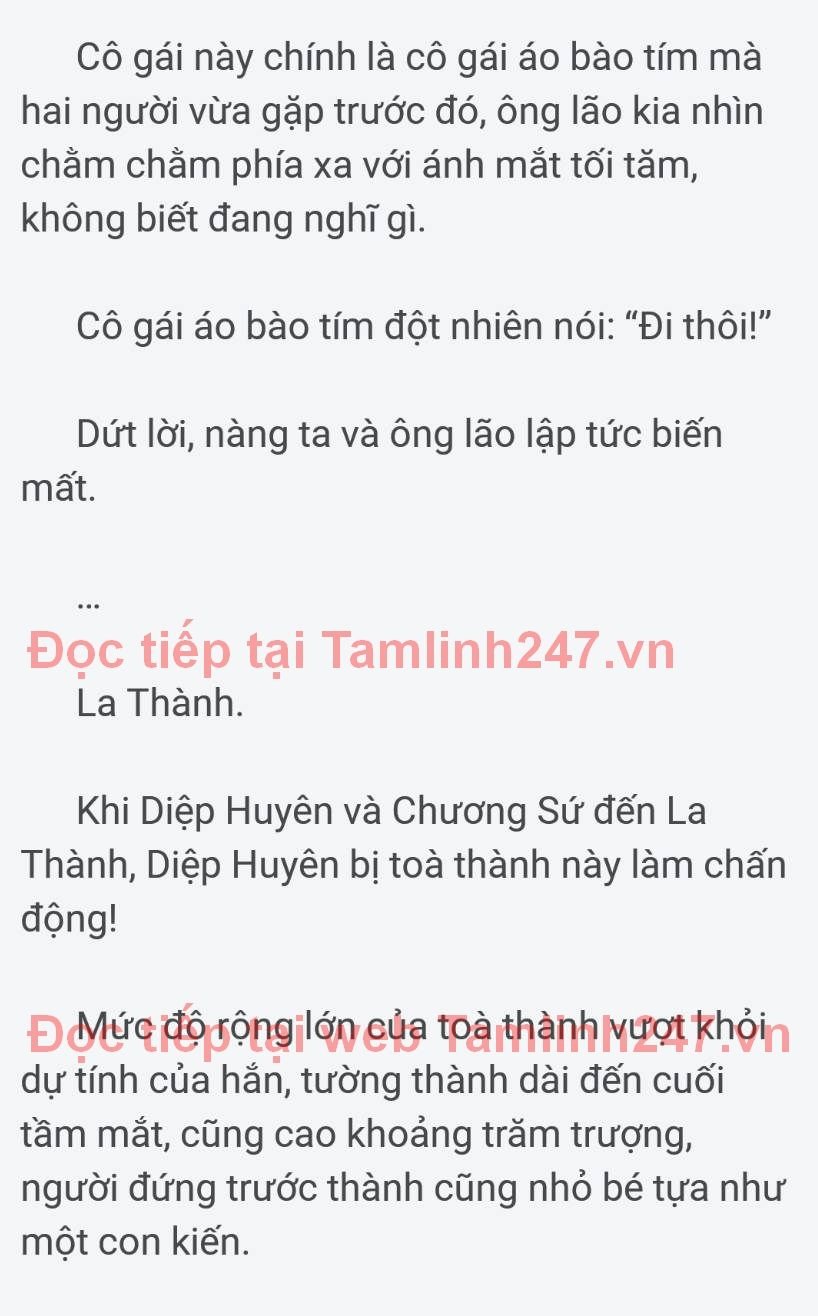 Cô gái này chính là cô gái áo bào tím mà
hai người vừa gặp trước đó, ông lão kia nhìn
chằm chằm phía xa với ánh mắt tối tăm,
không biết đang nghĩ gì.
Cô gái áo bào tím đột nhiên nói: “Đi thôi!”
Dứt lời, nàng ta và ông lão lập tức biến
mất.
...
Đọc tiếp tại Tamlinh247.vn
La Thành.
Khi Diệp Huyên và Chương Sứ đến La
Thành, Diệp Huyên bị toà thành này làm chấn
động!
Mức độ rộng lớn của toà thành vượt khỏi
Đọc tiếp tại web Tamlinh247.vn
dự tính của hắn, tường thành dài đến cuối
tầm mắt, cũng cao khoảng trăm trượng,
người đứng trước thành cũng nhỏ bé tựa như
một con kiến.